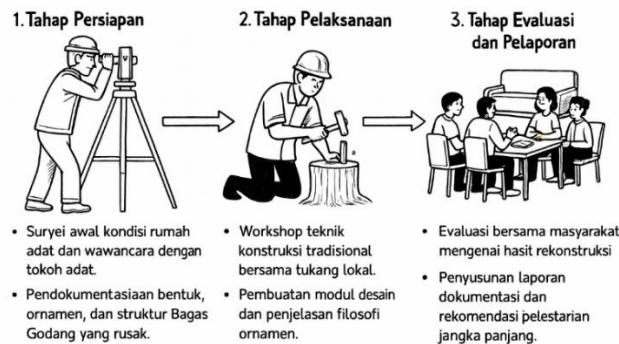 1. Tahap Persiapan
• Suryei awal kondisi rumah
adat dan wawancara dengan
tokoh adat.
• Pendokumentasiaan bentuk,
ornamen, dan struktur Bagas
Godang yang rusak.
2. Tahap Pelaksanaan
• Workshop teknik
konstruksi tradisional
bersama tukang lokal.
• Pembuatan modul desain
dan penjelasan filosofi
ornamen.
3. Tahap Evaluasi
dan Pelaporan
• Evaluasi bersama masyarakat
mengenai hasit rekonstruksi
• Penyusunan laporan
dokumentasi dan
rekomendasi pelestarian
jangka panjang.